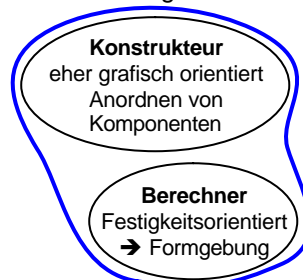 Konstrukteur
eher grafisch orientiert
Anordnen von
Komponenten
Berechner
Festigkeitsorientiert
➔ Formgebung